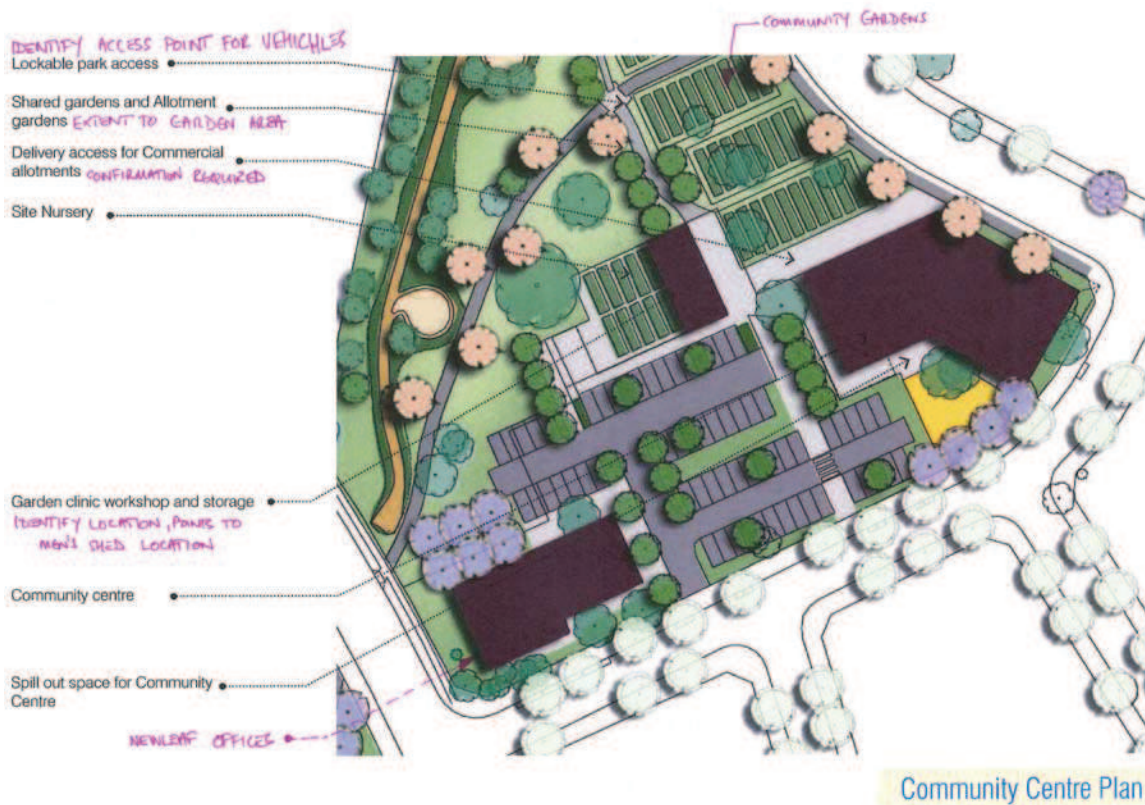 COMMUNITY GARDENS
IDENTIFY ACCESS POINT FOR VEHICHLES
Lockable park access
Shared gardens and Allotment
gardens EXTENT TO GARDEN AREA
Delivery access for Commercial
allotments CONFIRMATION REQUIRED
Site Nursery
Garden clinic workshop and storage
IDENTIFY LOCATION, POINTS TO
MEN'S SHED LOCATION
Community centre
Spill out space for Community
Centre
NEWLEAF OFFICES
Community Centre Plan